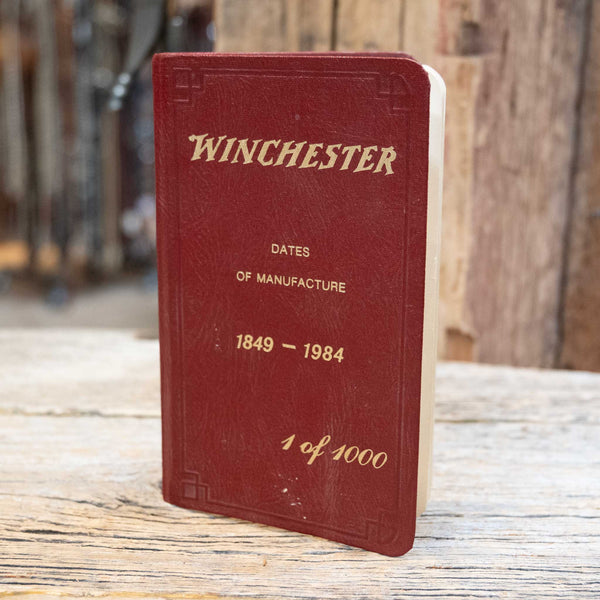 WINCHESTER
DATES
OF MANUFACTURE
1849 – 1984
1 of 1000